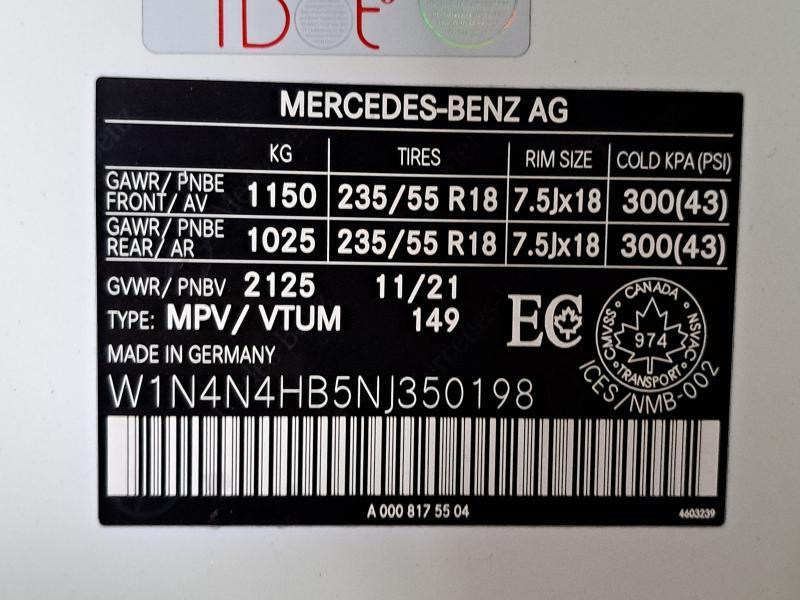 MERCEDES-BENZ AG
KG TIRES RIM SIZE COLD KPA (PSI)
GAWR/ PNBE FRONT/ AV 1150 235/55 R18 7.5Jx18 300(43)
GAWR/ PNBE REAR/ AR 1025 235/55 R18 7.5Jx18 300(43)
GVWR/ PNBV 2125 11/21
TYPE: MPV/ VTUM 149
MADE IN GERMANY
W1N4N4HB5NJ350198
EC
CANADA
CMVSS NSVAC
974
TRANSPORT
ICES/NMB-002
A 000 817 55 04
4603239